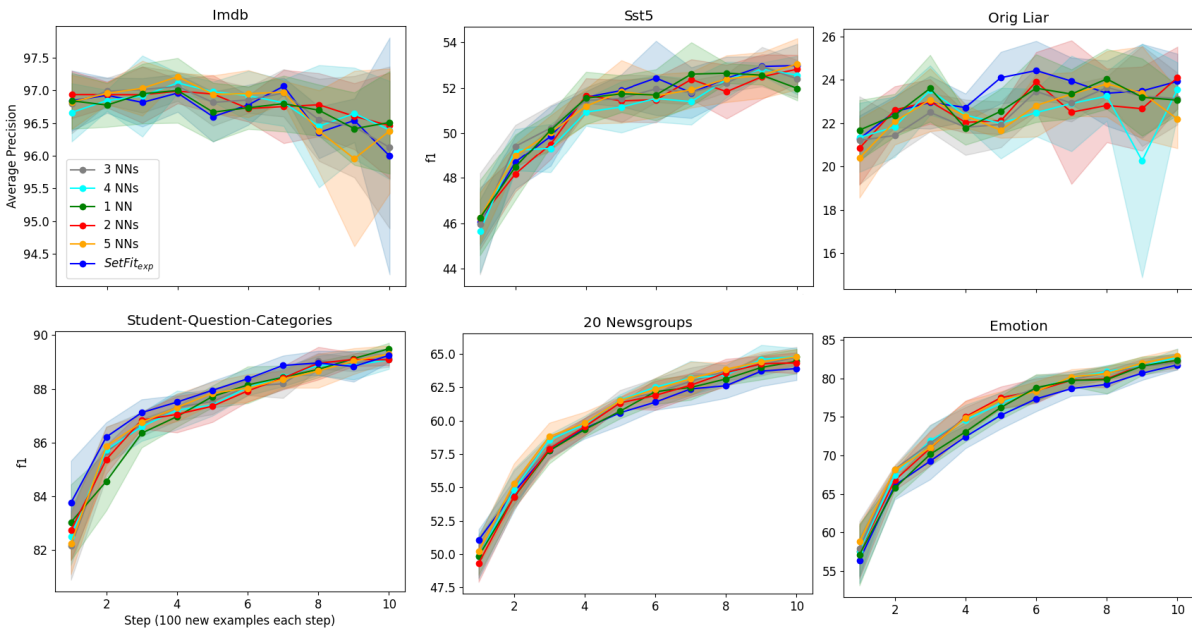 Imdb
Average Precision
97.5
97.0
96.5
96.0
95.5
95.0
94.5
3 NNs
4 NNs
1 NN
2 NNs
5 NNs
SetFit_exp
Sst5
f1
54
52
50
48
46
44
Orig Liar
26
24
22
20
18
16
Student-Question-Categories
f1
90
88
86
84
82
2 4 6 8 10
Step (100 new examples each step)
20 Newsgroups
65.0
62.5
60.0
57.5
55.0
52.5
50.0
47.5
2 4 6 8 10
Emotion
85
80
75
70
65
60
55
2 4 6 8 10